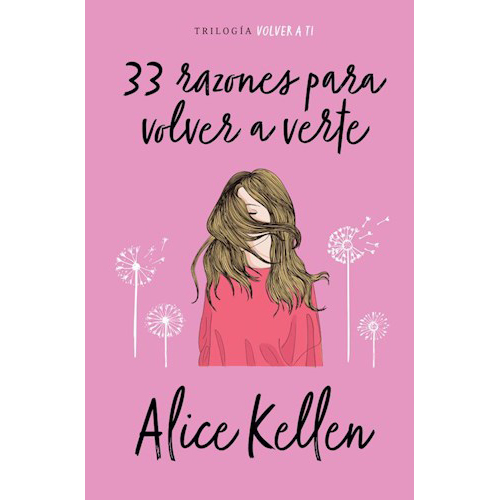 TRILOGÍA VOLVER A TI
33 razones para
volver a verte
Alice Kellen